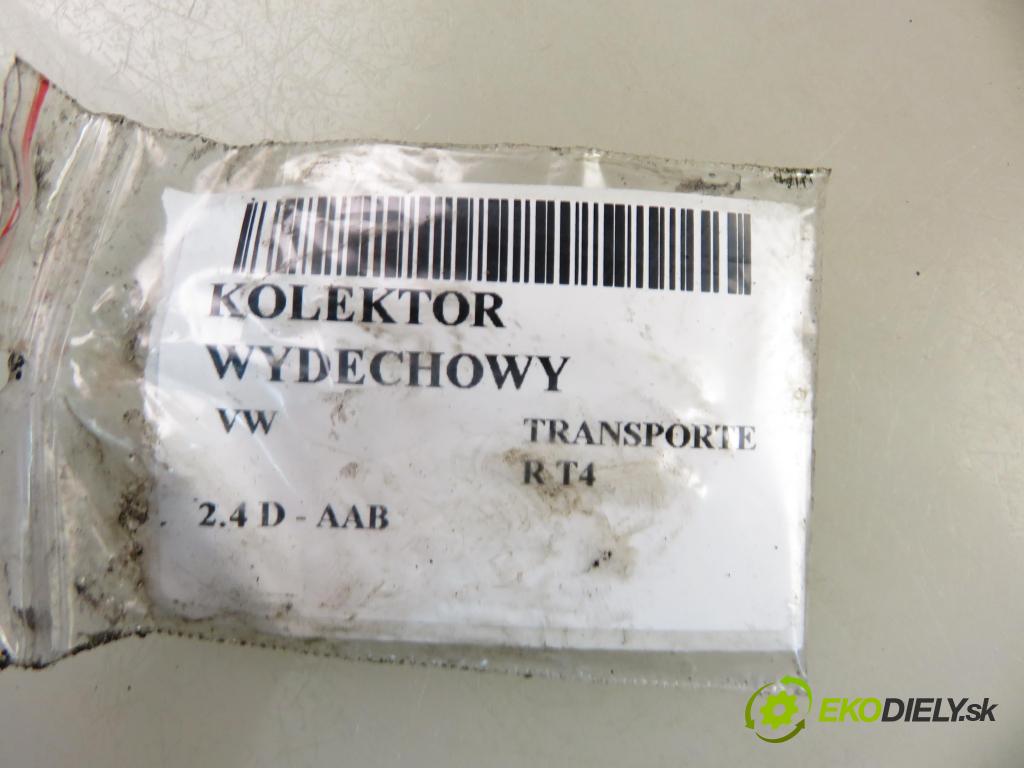 KOLEKTOR
WYDECHOWY
VW
TRANSPORTE
R T4
2.4 D - AAB
EKODIELY.sk